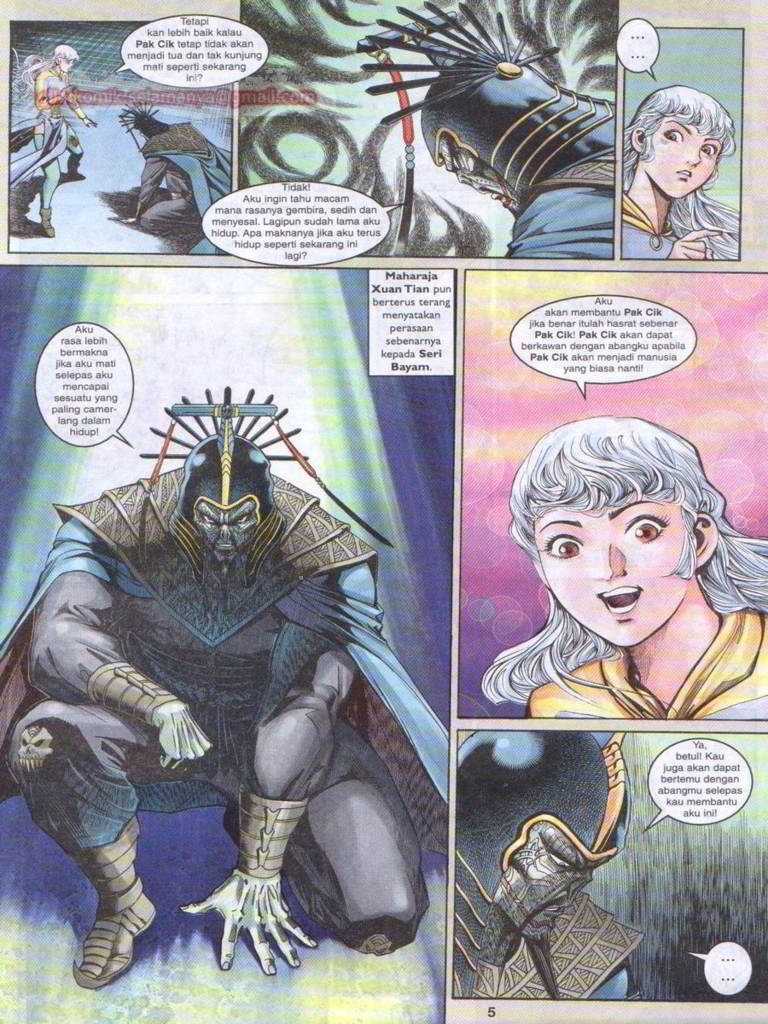 Tetapi
kan lebih baik kalau
Pak Cik tetap tidak akan
menjadi tua dan tak kunjung
mati seperti sekarang
ini?
Tidak!
Aku ingin tahu macam
mana rasanya gembira, sedih dan
menyesal. Lagipun sudah lama aku
hidup. Apa maknanya jika aku terus
hidup seperti sekarang ini
lagi?
... ...
Aku
rasa lebih
bermakna
jika aku mati
selepas aku
mencapai
sesuatu yang
paling camer-
lang dalam
hidup!
Maharaja
Xuan Tian pun
berterus terang
menyatakan
perasaan
sebenarnya
kepada Seri
Bayam.
Aku
akan membantu Pak Cik
jika benar itulah hasrat sebenar
Pak Cik! Pak Cik akan dapat
berkawan dengan abangku apabila
Pak Cik akan menjadi manusia
yang biasa nanti!
Ya,
betul! Kau
juga akan dapat
bertemu dengan
abangmu selepas
kau membantu
aku ini!
... ...
5